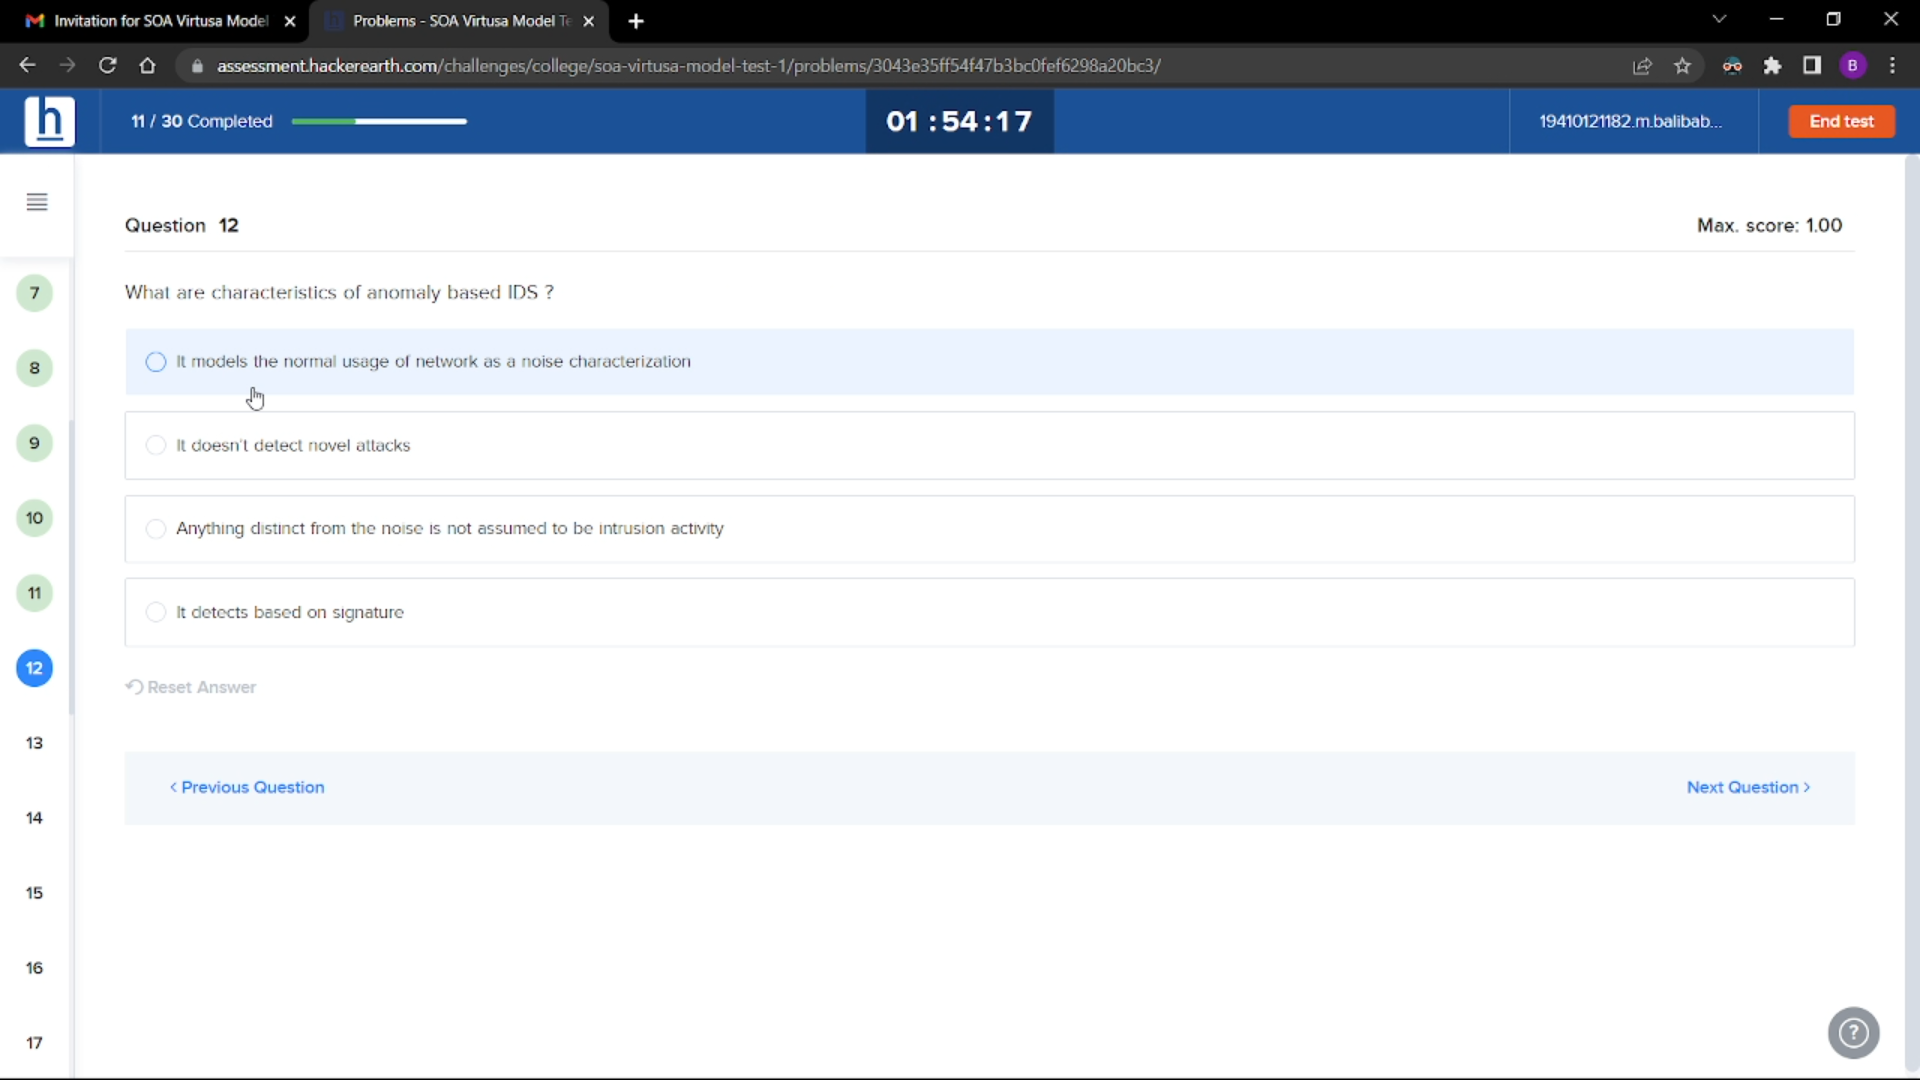 Invitation for SOA Virtusa Model
Problems - SOA Virtusa Model Te
assessment.hackerearth.com/challenges/college/soa-virtusa-model-test-1/problems/3043e35ff54f47b3bc0fef6298a20bc3/
B
h
11 / 30 Completed
01 : 54 : 17
19410121182.m.balibab...
End test
Question 12
Max. score: 1.00
What are characteristics of anomaly based IDS ?
It models the normal usage of network as a noise characterization
It doesn't detect novel attacks
Anything distinct from the noise is not assumed to be intrusion activity
It detects based on signature
Reset Answer
< Previous Question
Next Question >
7
8
9
10
11
12
13
14
15
16
17
?